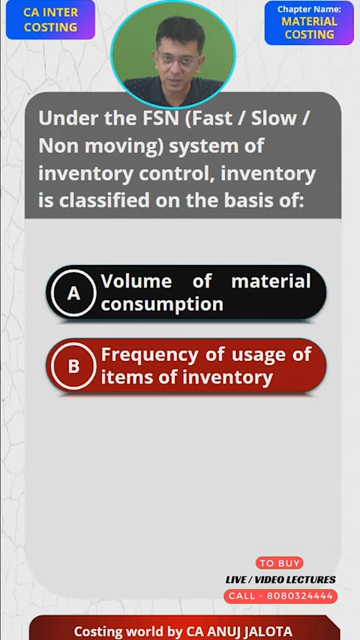 CA INTER
COSTING
Chapter Name:
MATERIAL
COSTING
Under the FSN (Fast / Slow /
Non moving) system of
inventory control, inventory
is classified on the basis of:
A
Volume of material
consumption
B
Frequency of usage of
items of inventory
TO BUY
LIVE / VIDEO LECTURES
CALL - 8080324444
Costing world by CA ANUJ JALOTA